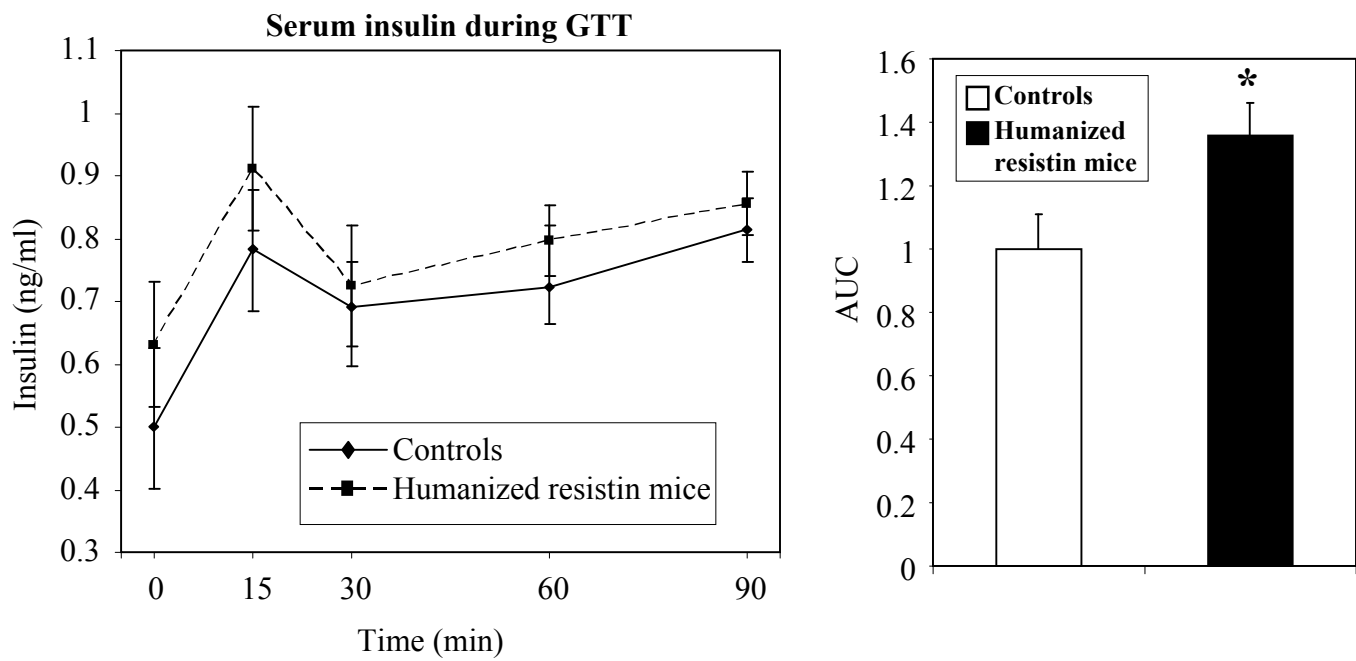 Serum insulin during GTT
1.1
1
0.9
0.8
0.7
0.6
0.5
0.4
0.3
Insulin (ng/ml)
0 15 30 60 90
Time (min)
Controls
Humanized resistin mice
1.6
1.4
1.2
1
0.8
0.6
0.4
0.2
0
AUC
Controls
Humanized
resistin mice
*